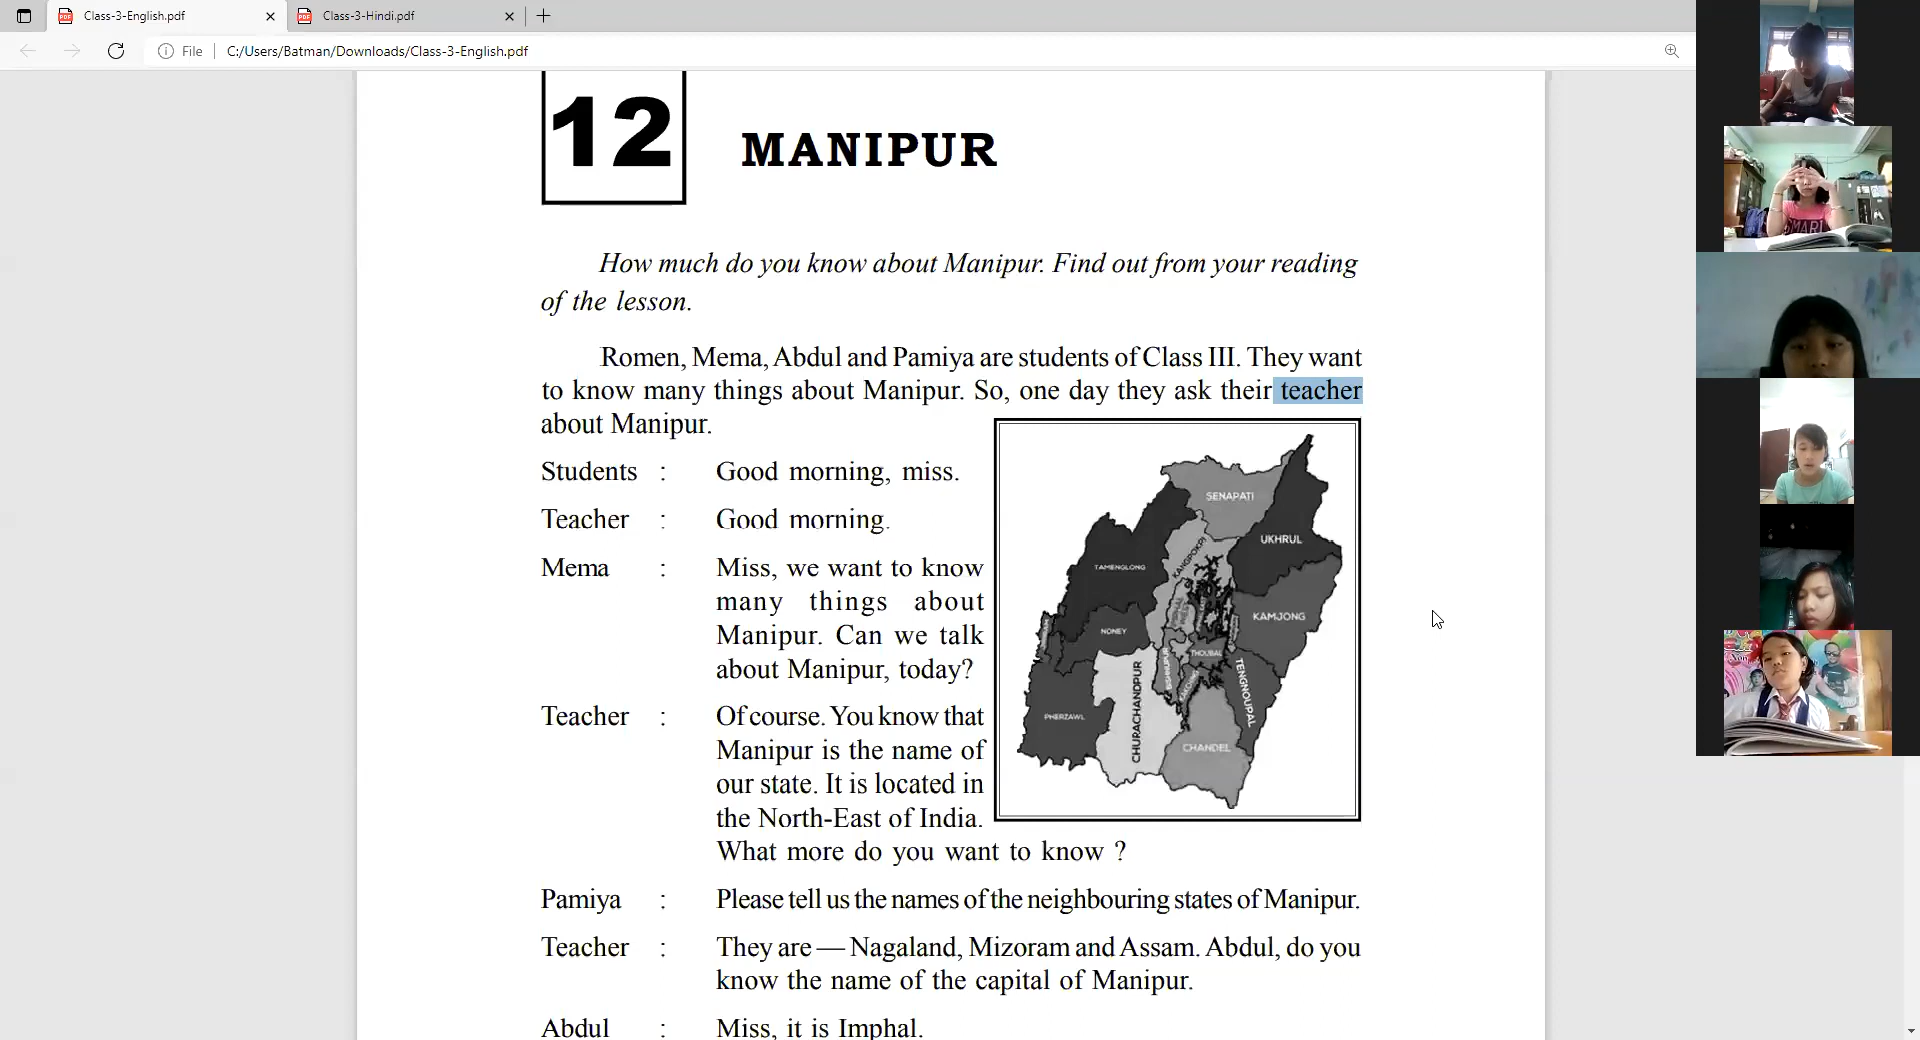 Class-3-English.pdf
Class-3-Hindi.pdf
File
C:/Users/Batman/Downloads/Class-3-English.pdf
12
MANIPUR
How much do you know about Manipur. Find out from your reading
of the lesson.
Romen, Mema, Abdul and Pamiya are students of Class III. They want
to know many things about Manipur. So, one day they ask their teacher
about Manipur.
Students : Good morning, miss.
Teacher : Good morning.
Mema : Miss, we want to know
many things about
Manipur. Can we talk
about Manipur, today?
Teacher : Of course. You know that
Manipur is the name of
our state. It is located in
the North-East of India.
What more do you want to know ?
SENAPATI
UKHRUL
KANGPOKPI
TAMENGLONG
KAMJONG
NONEY
THOUBAL
BISHNUPUR
TENGNOUPAL
CHURACHANDPUR
PHERZAWL
CHANDEL
Pamiya : Please tell us the names of the neighbouring states of Manipur.
Teacher : They are — Nagaland, Mizoram and Assam. Abdul, do you
know the name of the capital of Manipur.
Abdul : Miss, it is Imphal.